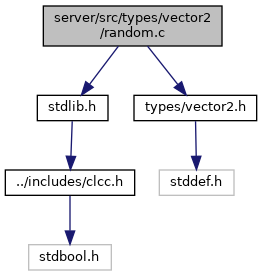 server/src/types/vector2
/random.c
stdlib.h
types/vector2.h
../includes/clcc.h
stddef.h
stdbool.h